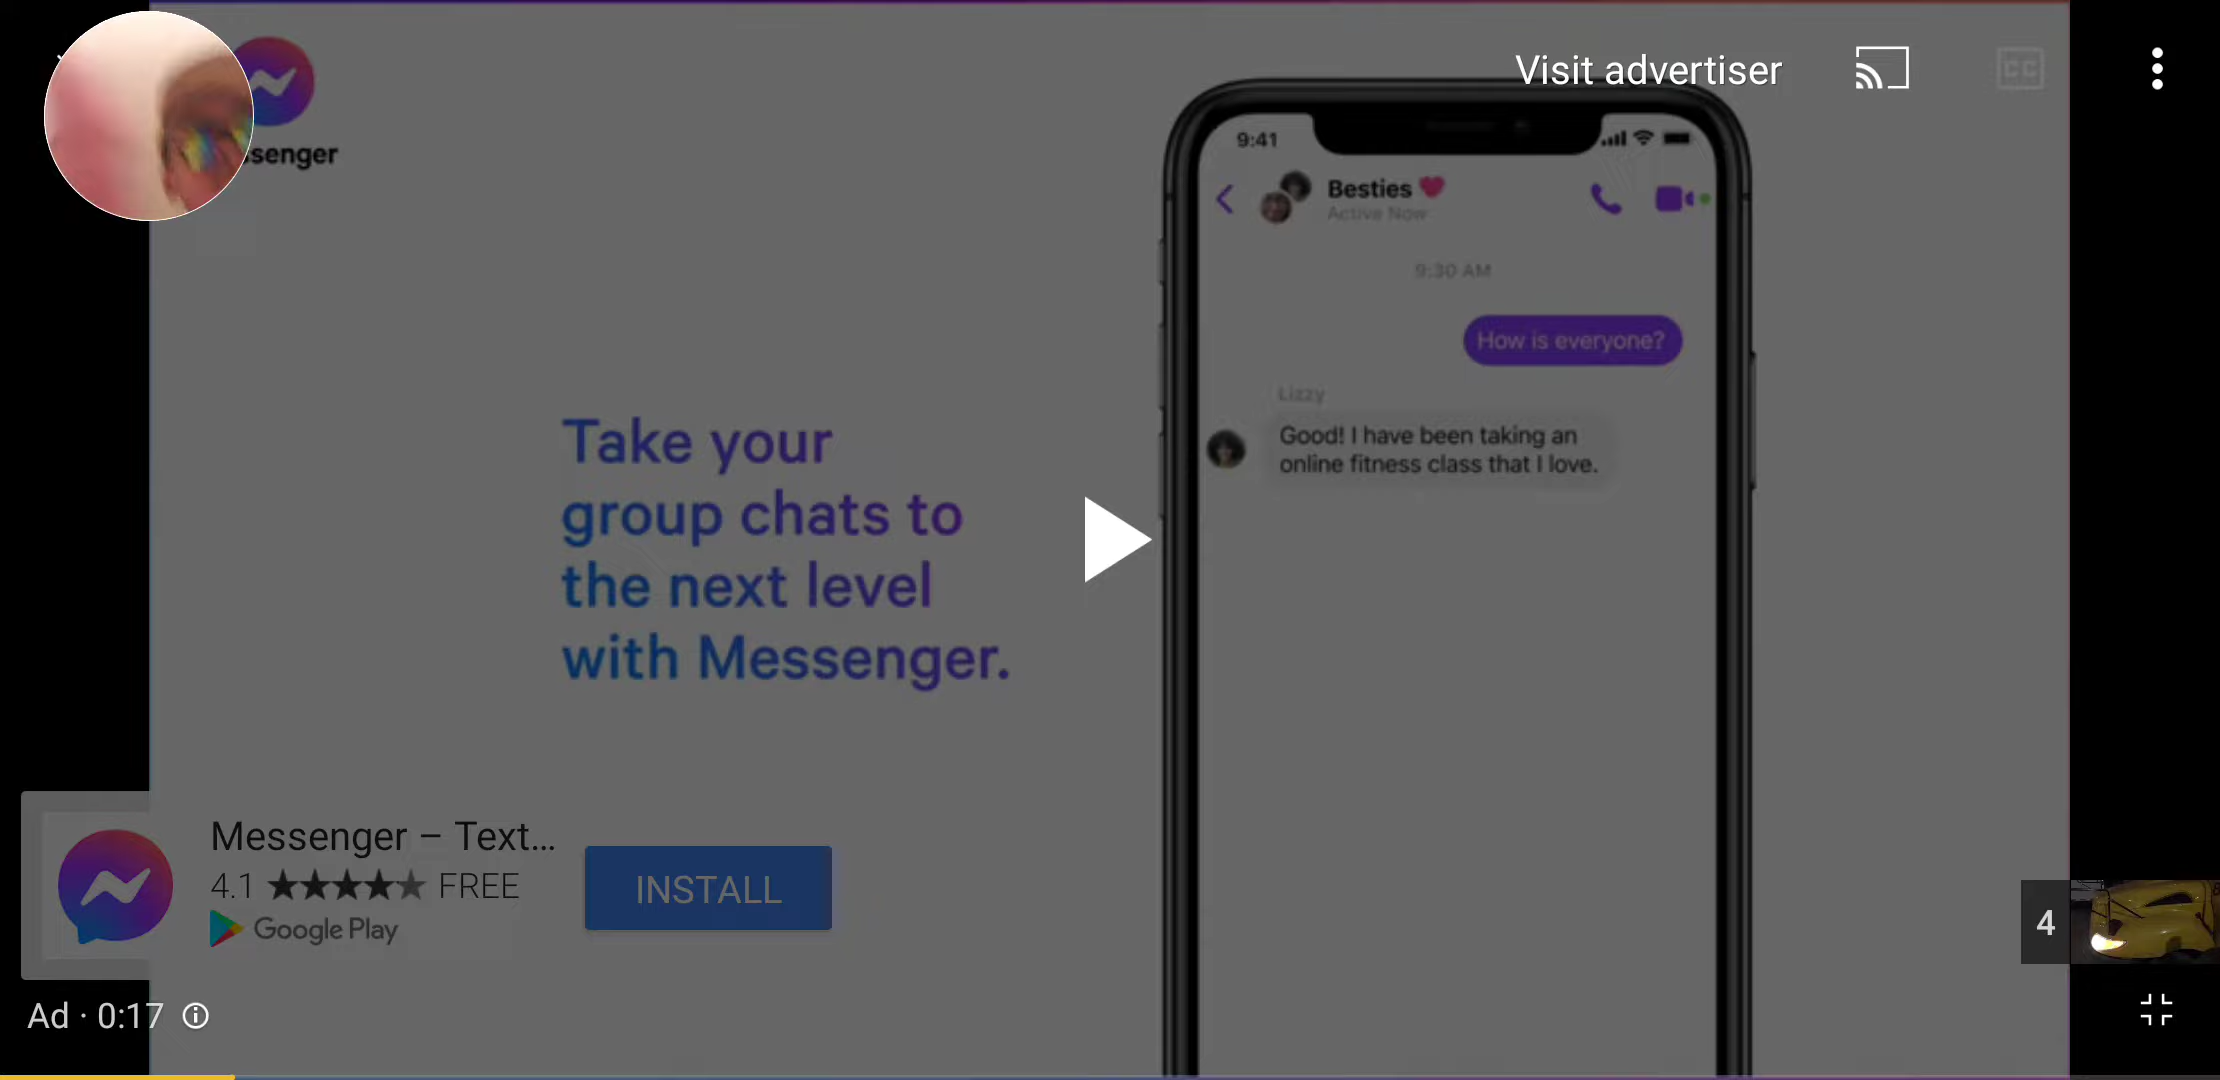 Visit advertiser
CC
senger
9:41
Besties
Active Now
9:30 AM
How is everyone?
Lizzy
Good! I have been taking an
online fitness class that I love.
Take your
group chats to
the next level
with Messenger.
Messenger – Text...
4.1 ★★★★★ FREE
Google Play
INSTALL
4
Ad · 0:17